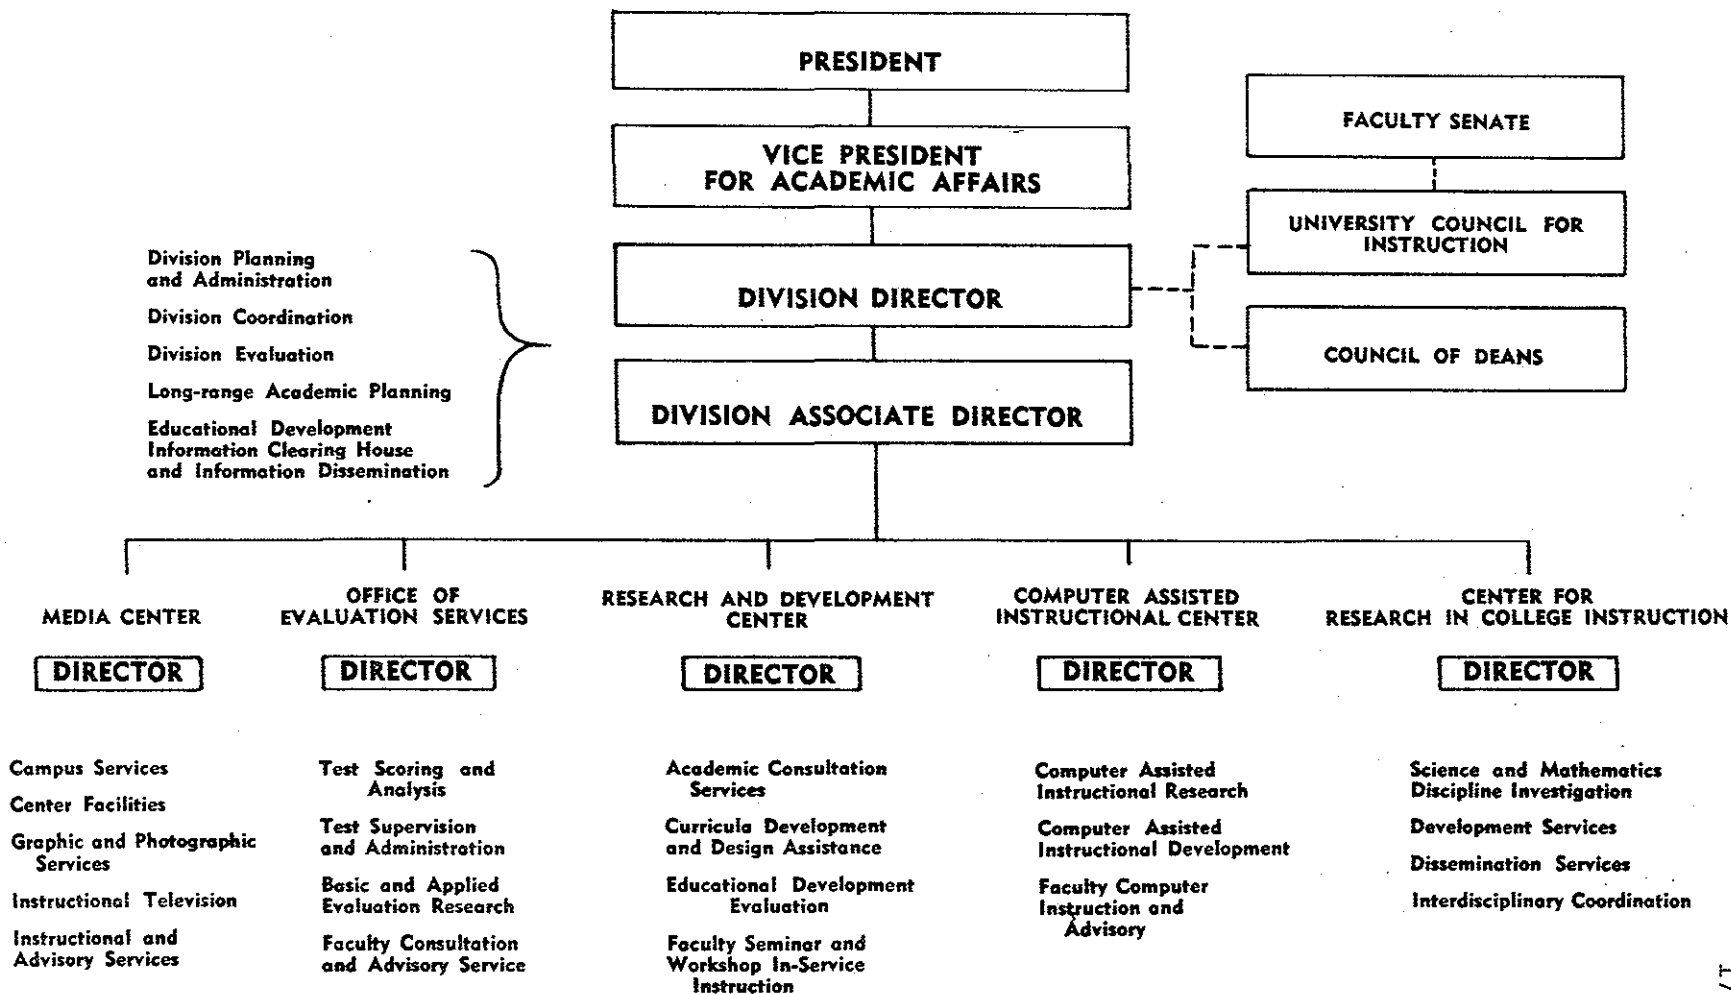 PRESIDENT
VICE PRESIDENT
FOR ACADEMIC AFFAIRS
DIVISION DIRECTOR
DIVISION ASSOCIATE DIRECTOR
FACULTY SENATE
UNIVERSITY COUNCIL FOR
INSTRUCTION
COUNCIL OF DEANS
Division Planning
and Administration
Division Coordination
Division Evaluation
Long-range Academic Planning
Educational Development
Information Clearing House
and Information Dissemination
MEDIA CENTER
DIRECTOR
Campus Services
Center Facilities
Graphic and Photographic
Services
Instructional Television
Instructional and
Advisory Services
OFFICE OF
EVALUATION SERVICES
DIRECTOR
Test Scoring and
Analysis
Test Supervision
and Administration
Basic and Applied
Evaluation Research
Faculty Consultation
and Advisory Service
RESEARCH AND DEVELOPMENT
CENTER
DIRECTOR
Academic Consultation
Services
Curricula Development
and Design Assistance
Educational Development
Evaluation
Faculty Seminar and
Workshop In-Service
Instruction
COMPUTER ASSISTED
INSTRUCTIONAL CENTER
DIRECTOR
Computer Assisted
Instructional Research
Computer Assisted
Instructional Development
Faculty Computer
Instruction and
Advisory
CENTER FOR
RESEARCH IN COLLEGE INSTRUCTION
DIRECTOR
Science and Mathematics
Discipline Investigation
Development Services
Dissemination Services
Interdisciplinary Coordination